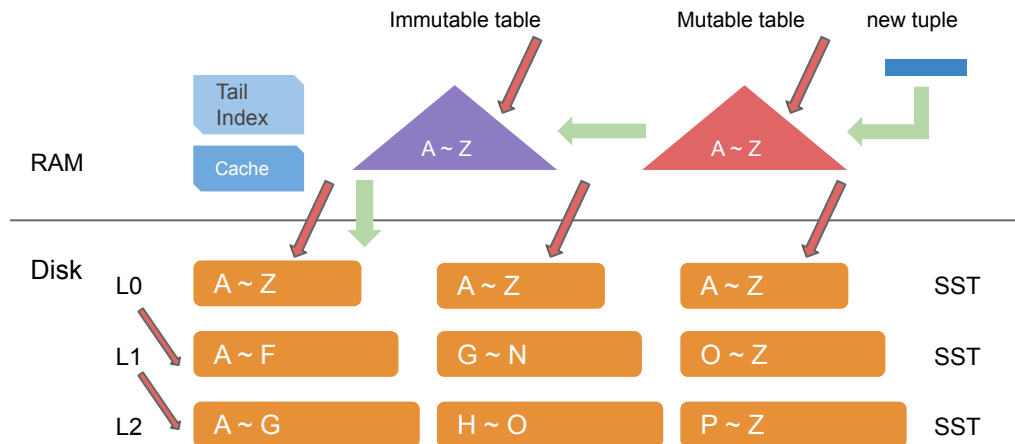 Immutable table
Mutable table
new tuple
Tail
Index
A ~ Z
A ~ Z
RAM
Cache
Disk
L0
A ~ Z
A ~ Z
A ~ Z
SST
L1
A ~ F
G ~ N
O ~ Z
SST
L2
A ~ G
H ~ O
P ~ Z
SST